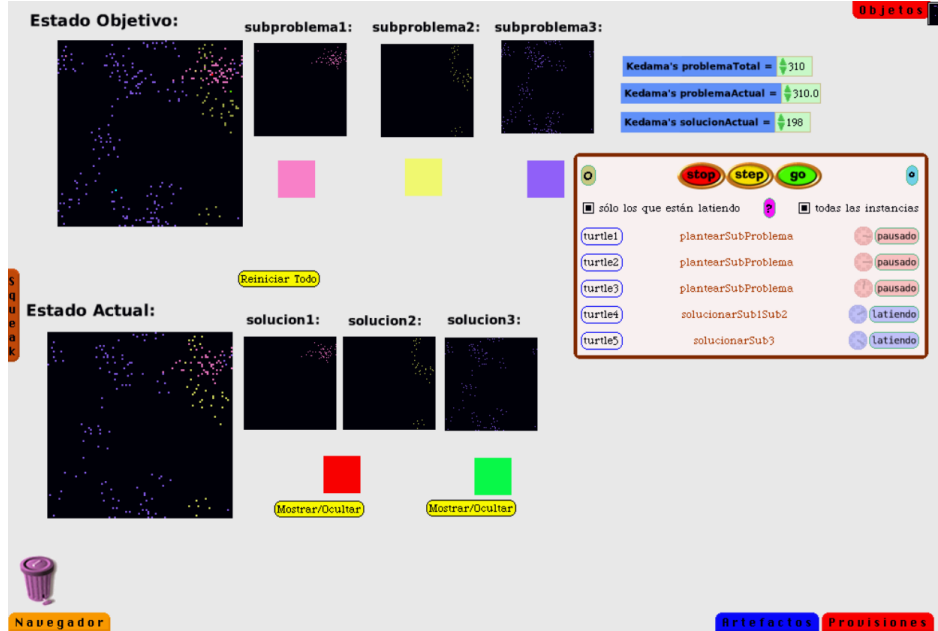 Estado Objetivo:
subproblema1:
subproblema2:
subproblema3:
Objetos
Kedama's problemaTotal = 310
Kedama's problemaActual = 310.0
Kedama's solucionActual = 198
stop step go
sólo los que están latiendo ? todas las instancias
turtle1 plantearSubProblema pausado
turtle2 plantearSubProblema pausado
turtle3 plantearSubProblema pausado
turtle4 solucionarSub1Sub2 latiendo
turtle5 solucionarSub3 latiendo
Reiniciar Todo
Squeak
Estado Actual:
solucion1:
solucion2:
solucion3:
Mostrar/Ocultar
Mostrar/Ocultar
Navegador
Artefactos
Provisiones